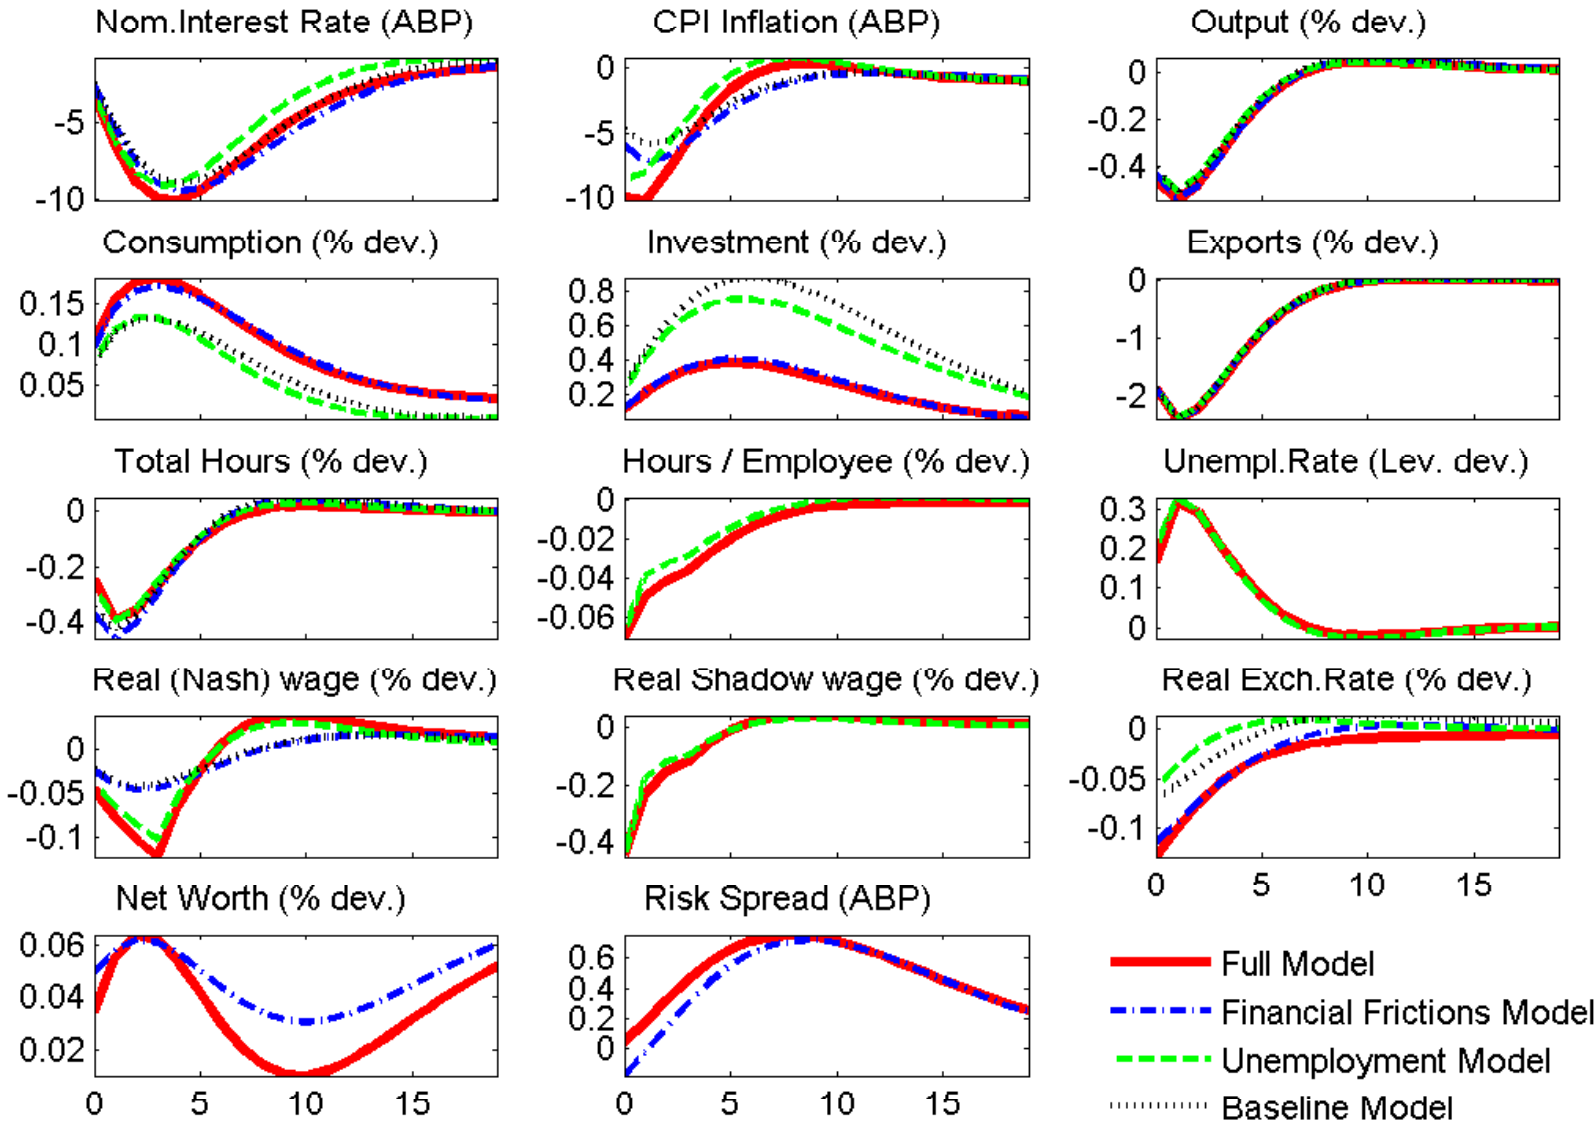 Nom.Interest Rate (ABP)
CPI Inflation (ABP)
Output (% dev.)
-5
-10
0
-5
-10
0
-0.2
-0.4
Consumption (% dev.)
Investment (% dev.)
Exports (% dev.)
0.15
0.1
0.05
0.8
0.6
0.4
0.2
0
-1
-2
Total Hours (% dev.)
Hours / Employee (% dev.)
Unempl.Rate (Lev. dev.)
0
-0.2
-0.4
0
-0.02
-0.04
-0.06
0.3
0.2
0.1
0
Real (Nash) wage (% dev.)
Real Shadow wage (% dev.)
Real Exch.Rate (% dev.)
0
-0.05
-0.1
0
-0.2
-0.4
0
-0.05
-0.1
0 5 10 15
Net Worth (% dev.)
Risk Spread (ABP)
0.06
0.04
0.02
0 5 10 15
0.6
0.4
0.2
0
0 5 10 15
Full Model
Financial Frictions Model
Unemployment Model
Baseline Model